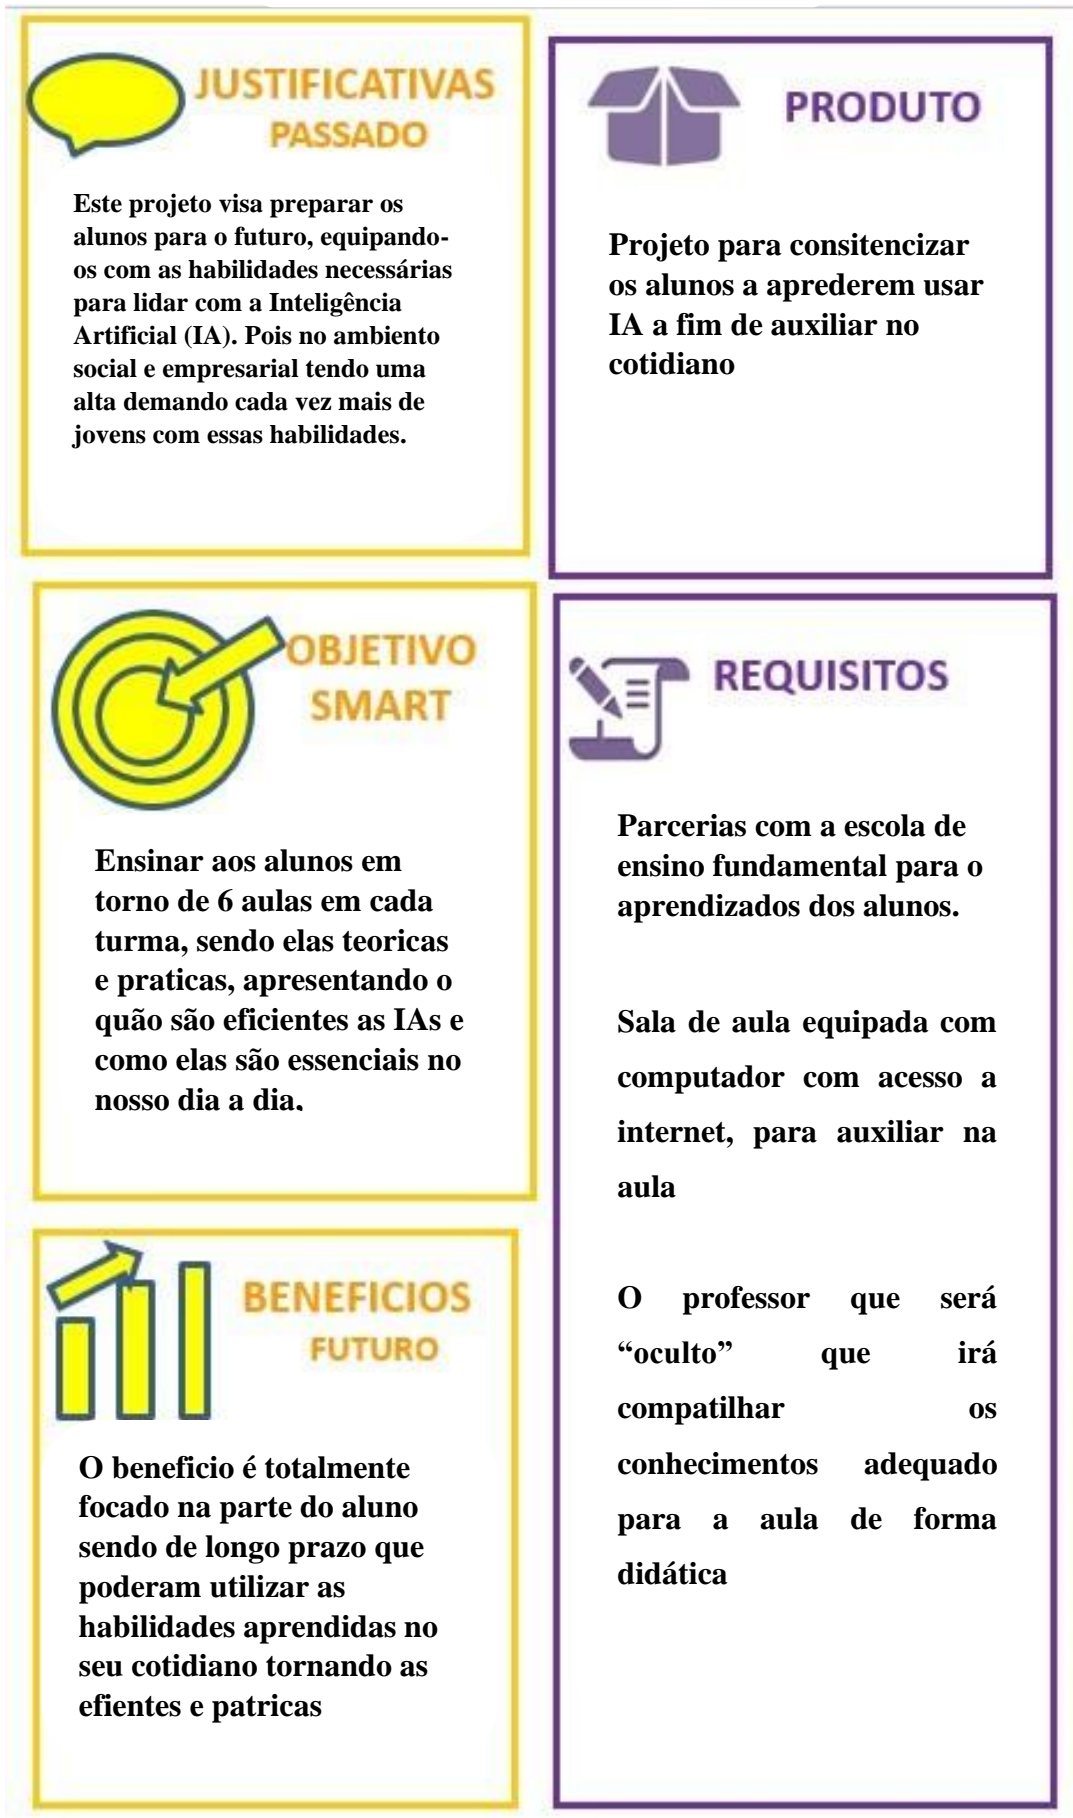 JUSTIFICATIVAS
PASSADO
Este projeto visa preparar os
alunos para o futuro, equipando-
os com as habilidades necessárias
para lidar com a Inteligência
Artificial (IA). Pois no ambiento
social e empresarial tendo uma
alta demando cada vez mais de
jovens com essas habilidades.
PRODUTO
Projeto para consitencizar
os alunos a aprederem usar
IA a fim de auxiliar no
cotidiano
OBJETIVO
SMART
Ensinar aos alunos em
torno de 6 aulas em cada
turma, sendo elas teoricas
e praticas, apresentando o
quão são eficientes as IAs e
como elas são essenciais no
nosso dia a dia.
REQUISITOS
Parcerias com a escola de
ensino fundamental para o
aprendizados dos alunos.
Sala de aula equipada com
computador com acesso a
internet, para auxiliar na
aula
O professor que será
“oculto” que irá
compatilhar os
conhecimentos adequado
para a aula de forma
didática
BENEFICIOS
FUTURO
O beneficio é totalmente
focado na parte do aluno
sendo de longo prazo que
poderam utilizar as
habilidades aprendidas no
seu cotidiano tornando as
efientes e patricas